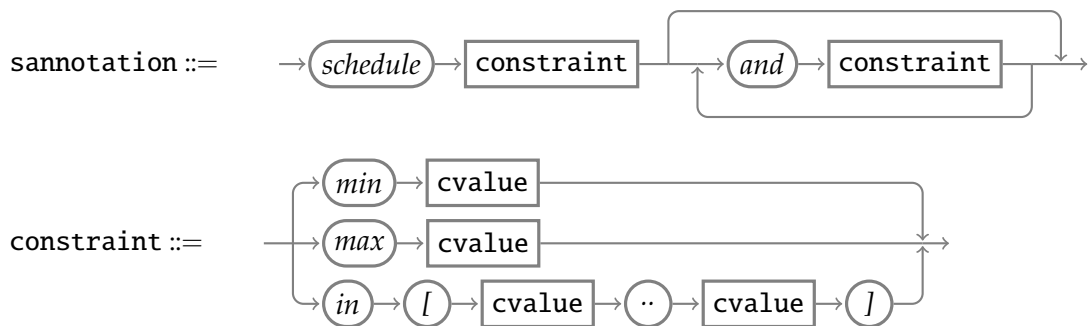 sannotation ::= schedule constraint and constraint
min cvalue
constraint ::= max cvalue
in [ cvalue ·· cvalue ]